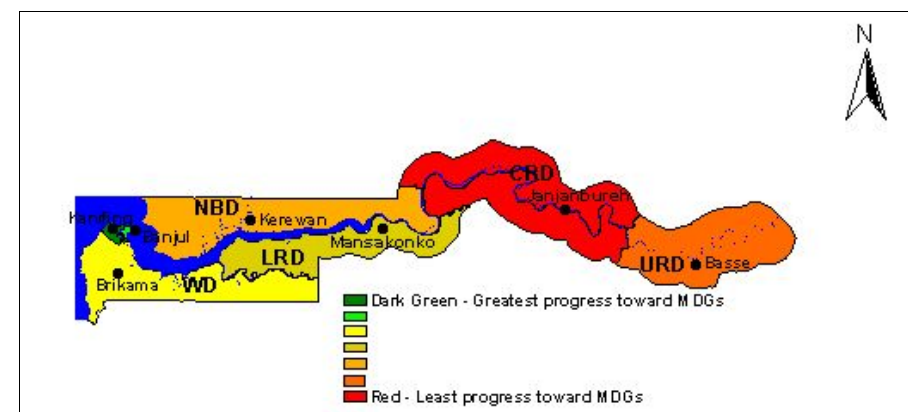 N
CRD
Janjanbureh
NBD
Kerewan
Kanifing
Banjul
Mansakonko
LRD
URD
Basse
Brikama
WD
Dark Green - Greatest progress toward MDGs
Red - Least progress toward MDGs